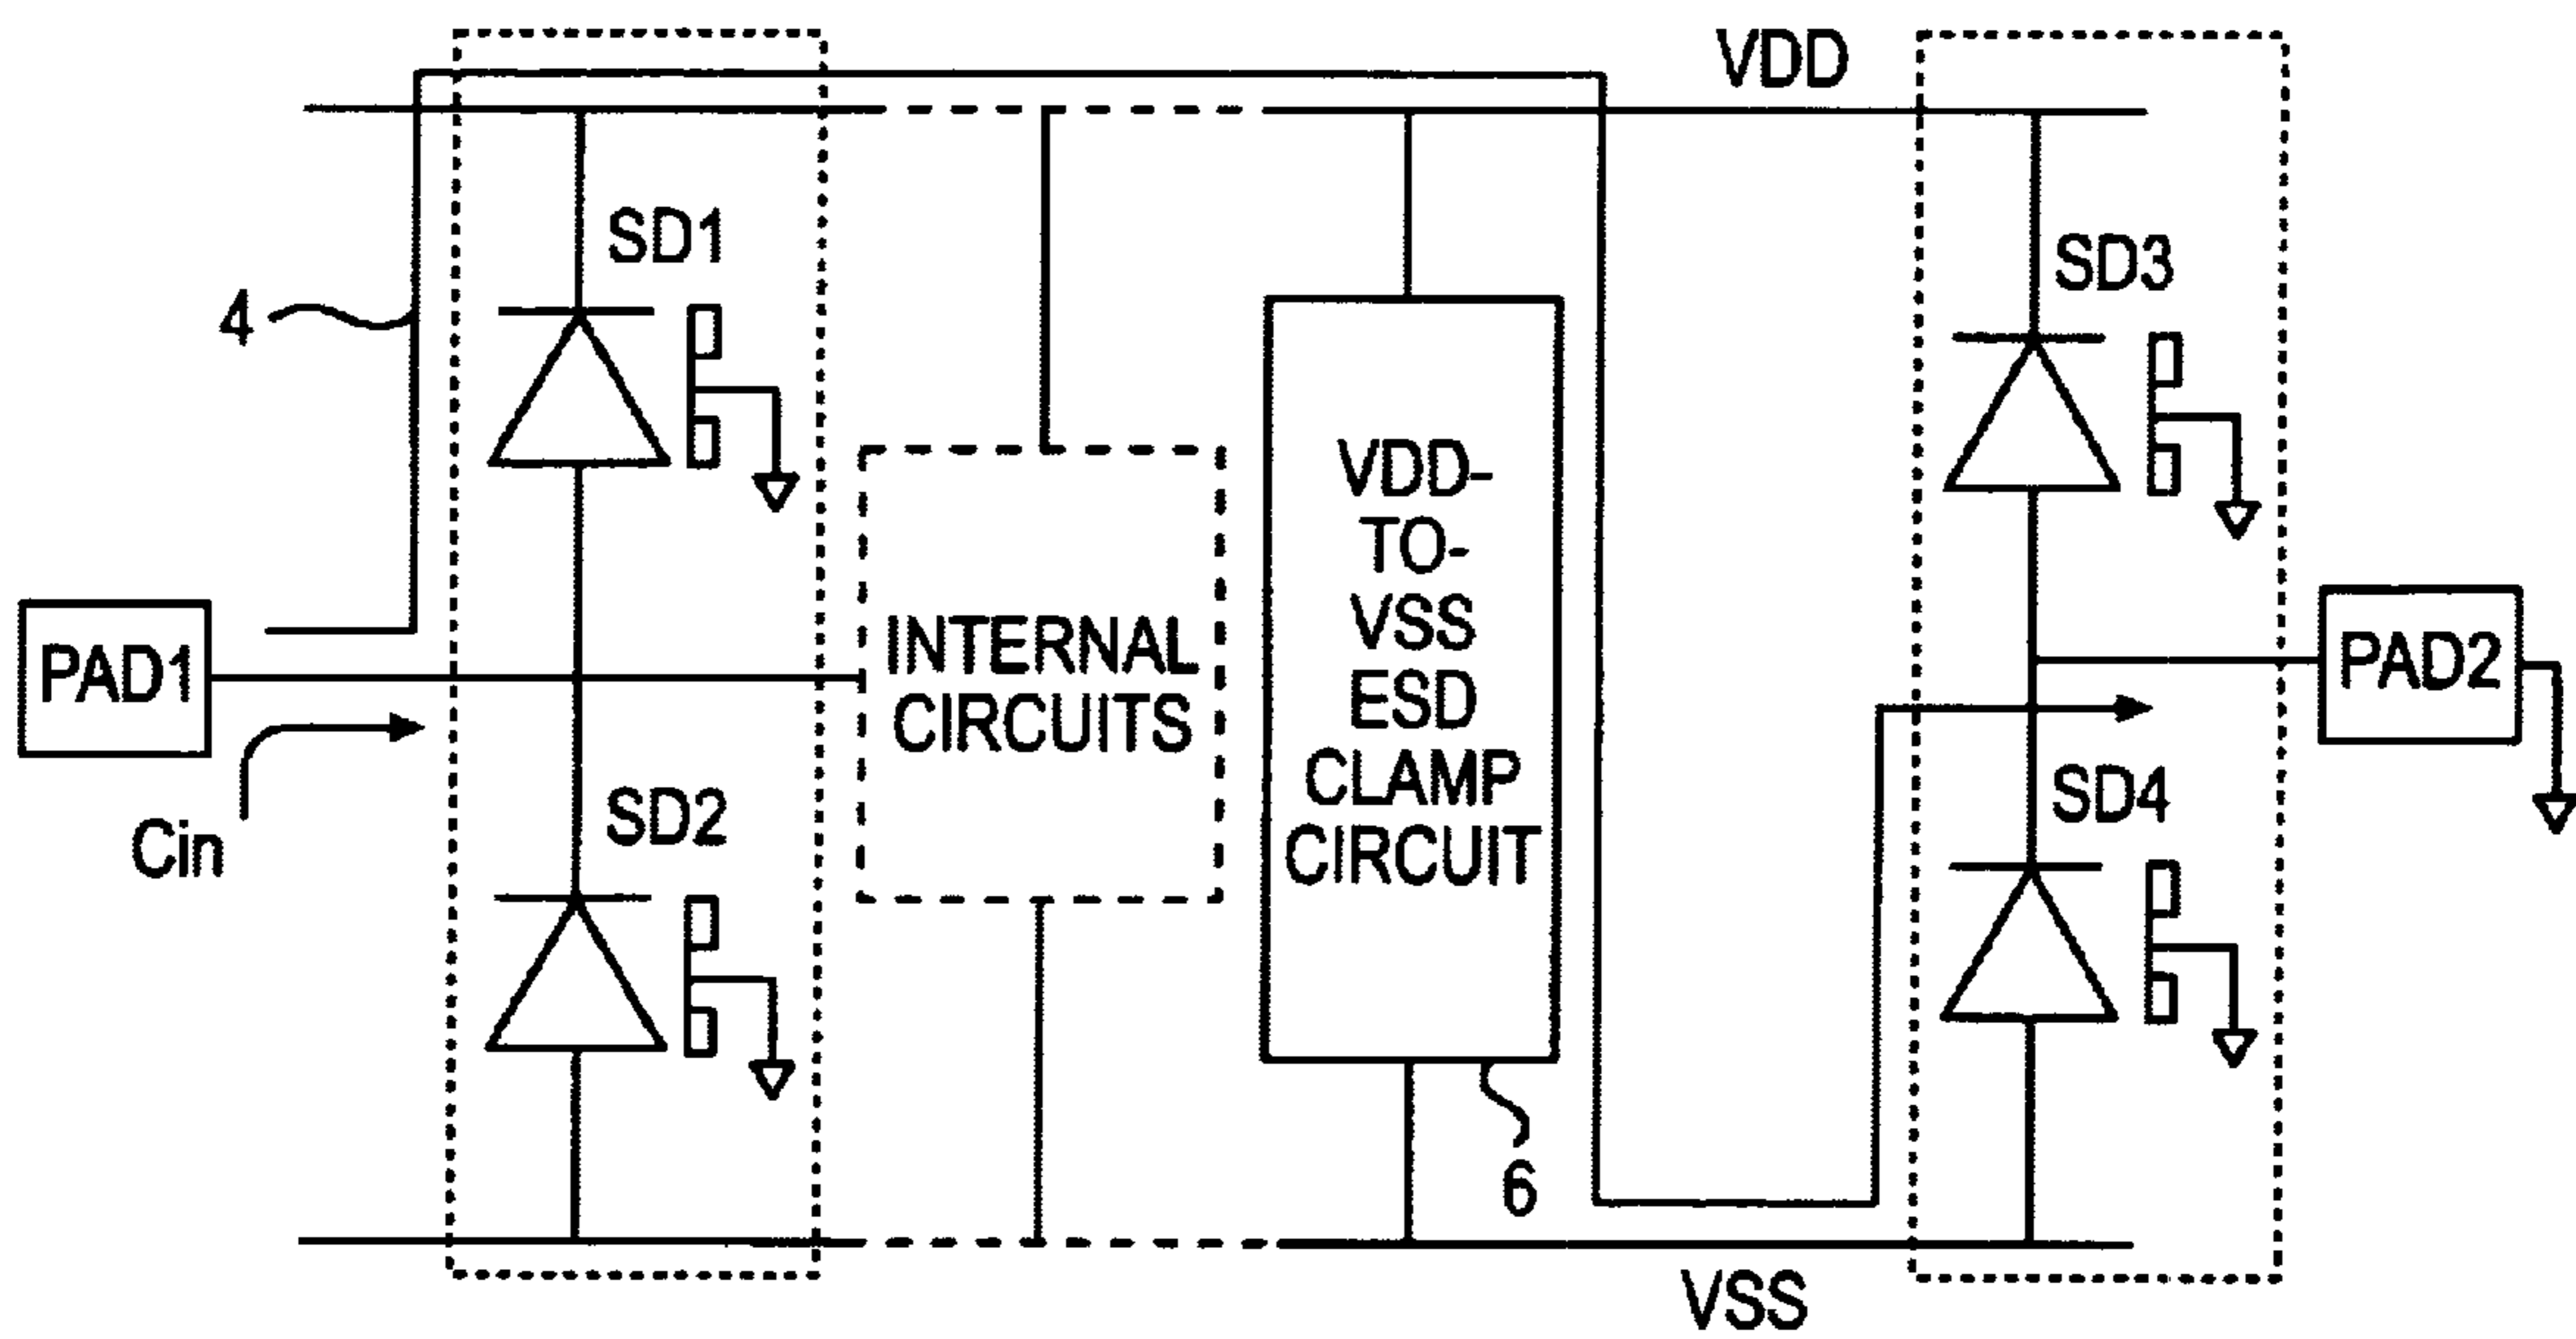 VDD
SD1
SD3
4
VDD-
TO-
VSS
ESD
CLAMP
CIRCUIT
INTERNAL
CIRCUITS
PAD1
PAD2
Cin
SD2
SD4
6
VSS